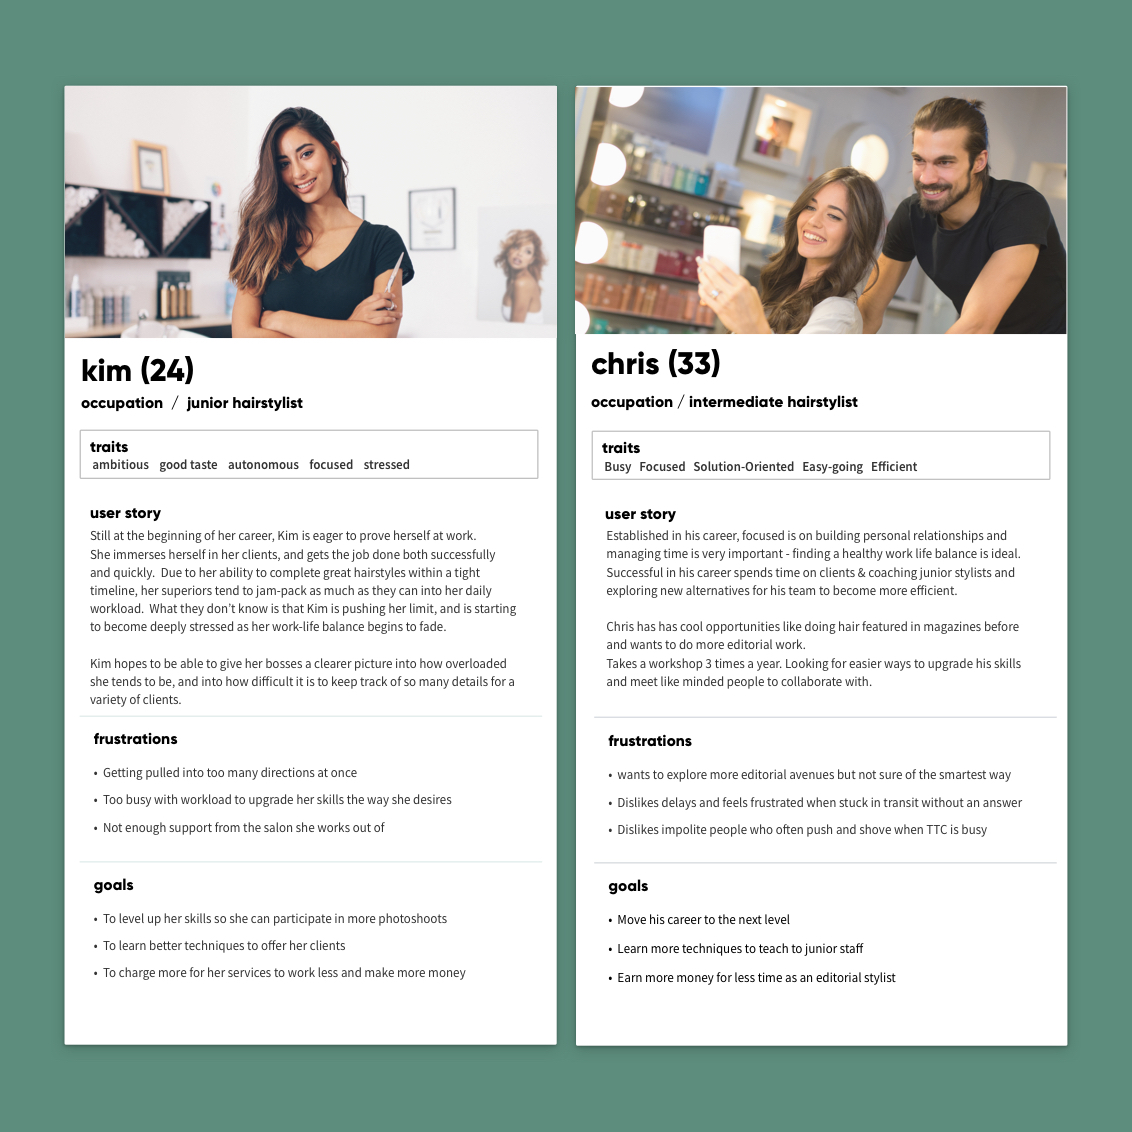 kim (24)
occupation / junior hairstylist
traits
ambitious good taste autonomous focused stressed
user story
Still at the beginning of her career, Kim is eager to prove herself at work.
She immerses herself in her clients, and gets the job done both successfully
and quickly. Due to her ability to complete great hairstyles within a tight
timeline, her superiors tend to jam-pack as much as they can into her daily
workload. What they don't know is that Kim is pushing her limit, and is starting
to become deeply stressed as her work-life balance begins to fade.
Kim hopes to be able to give her bosses a clearer picture into how overloaded
she tends to be, and into how difficult it is to keep track of so many details for a
variety of clients.
frustrations
• Getting pulled into too many directions at once
• Too busy with workload to upgrade her skills the way she desires
• Not enough support from the salon she works out of
goals
• To level up her skills so she can participate in more photoshoots
• To learn better techniques to offer her clients
• To charge more for her services to work less and make more money
chris (33)
occupation / intermediate hairstylist
traits
Busy Focused Solution-Oriented Easy-going Efficient
user story
Established in his career, focused is on building personal relationships and
managing time is very important - finding a healthy work life balance is ideal.
Successful in his career spends time on clients & coaching junior stylists and
exploring new alternatives for his team to become more efficient.
Chris has has cool opportunities like doing hair featured in magazines before
and wants to do more editorial work.
Takes a workshop 3 times a year. Looking for easier ways to upgrade his skills
and meet like minded people to collaborate with.
frustrations
• wants to explore more editorial avenues but not sure of the smartest way
• Dislikes delays and feels frustrated when stuck in transit without an answer
• Dislikes impolite people who often push and shove when TTC is busy
goals
• Move his career to the next level
• Learn more techniques to teach to junior staff
• Earn more money for less time as an editorial stylist